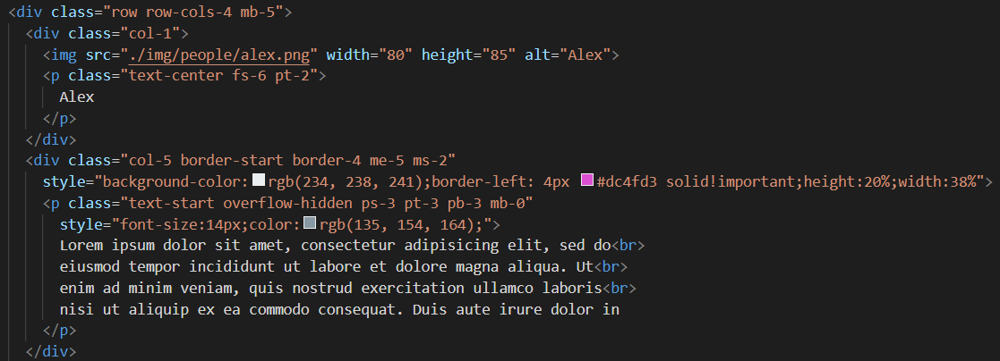 <div class="row row-cols-4 mb-5">
<div class="col-1">
<img src="./img/people/alex.png" width="80" height="85" alt="Alex">
<p class="text-center fs-6 pt-2">
Alex
</p>
</div>
<div class="col-5 border-start border-4 me-5 ms-2"
style="background-color:rgb(234, 238, 241);border-left: 4px #dc4fd3 solid!important;height:20%;width:38%">
<p class="text-start overflow-hidden ps-3 pt-3 pb-3 mb-0"
style="font-size:14px;color:rgb(135, 154, 164);">
Lorem ipsum dolor sit amet, consectetur adipisicing elit, sed do<br>
eiusmod tempor incididunt ut labore et dolore magna aliqua. Ut<br>
enim ad minim veniam, quis nostrud exercitation ullamco laboris<br>
nisi ut aliquip ex ea commodo consequat. Duis aute irure dolor in
</p>
</div>